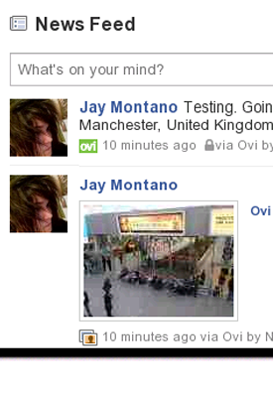 News Feed
What's on your mind?
Jay Montano Testing. Goin
Manchester, United Kingdom
ovi 10 minutes ago via Ovi by
Jay Montano
Ovi
10 minutes ago via Ovi by N